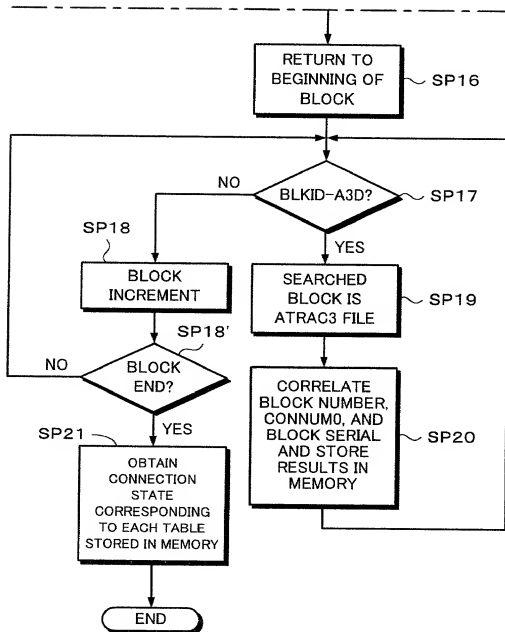 RETURN TO
BEGINNING OF
BLOCK
SP16
BLKID-A3D?
SP17
NO
YES
SP18
BLOCK
INCREMENT
SEARCHED
BLOCK IS
ATRAC3 FILE
SP19
SP18'
NO
BLOCK
END?
YES
CORRELATE
BLOCK NUMBER,
CONNUM0, AND
BLOCK SERIAL
AND STORE
RESULTS IN
MEMORY
SP20
SP21
OBTAIN
CONNECTION
STATE
CORRESPONDING
TO EACH TABLE
STORED IN MEMORY
END